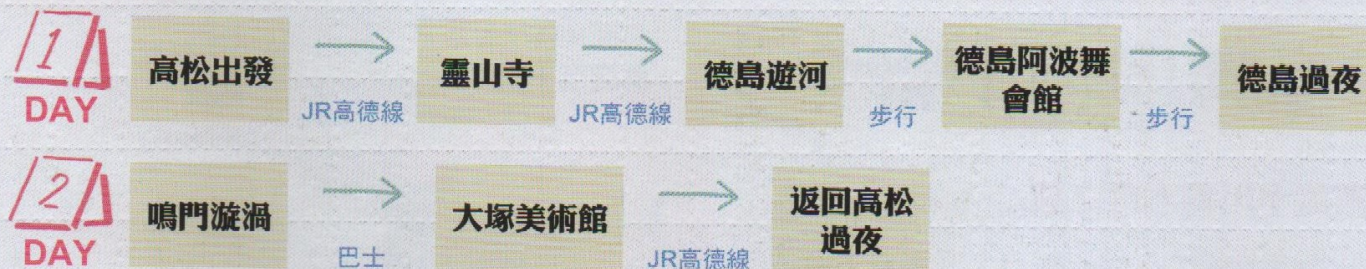 1
DAY
高松出發
JR高德線
靈山寺
JR高德線
德島遊河
步行
德島阿波舞
會館
步行
德島過夜
2
DAY
鳴門漩渦
巴士
大塚美術館
JR高德線
返回高松
過夜